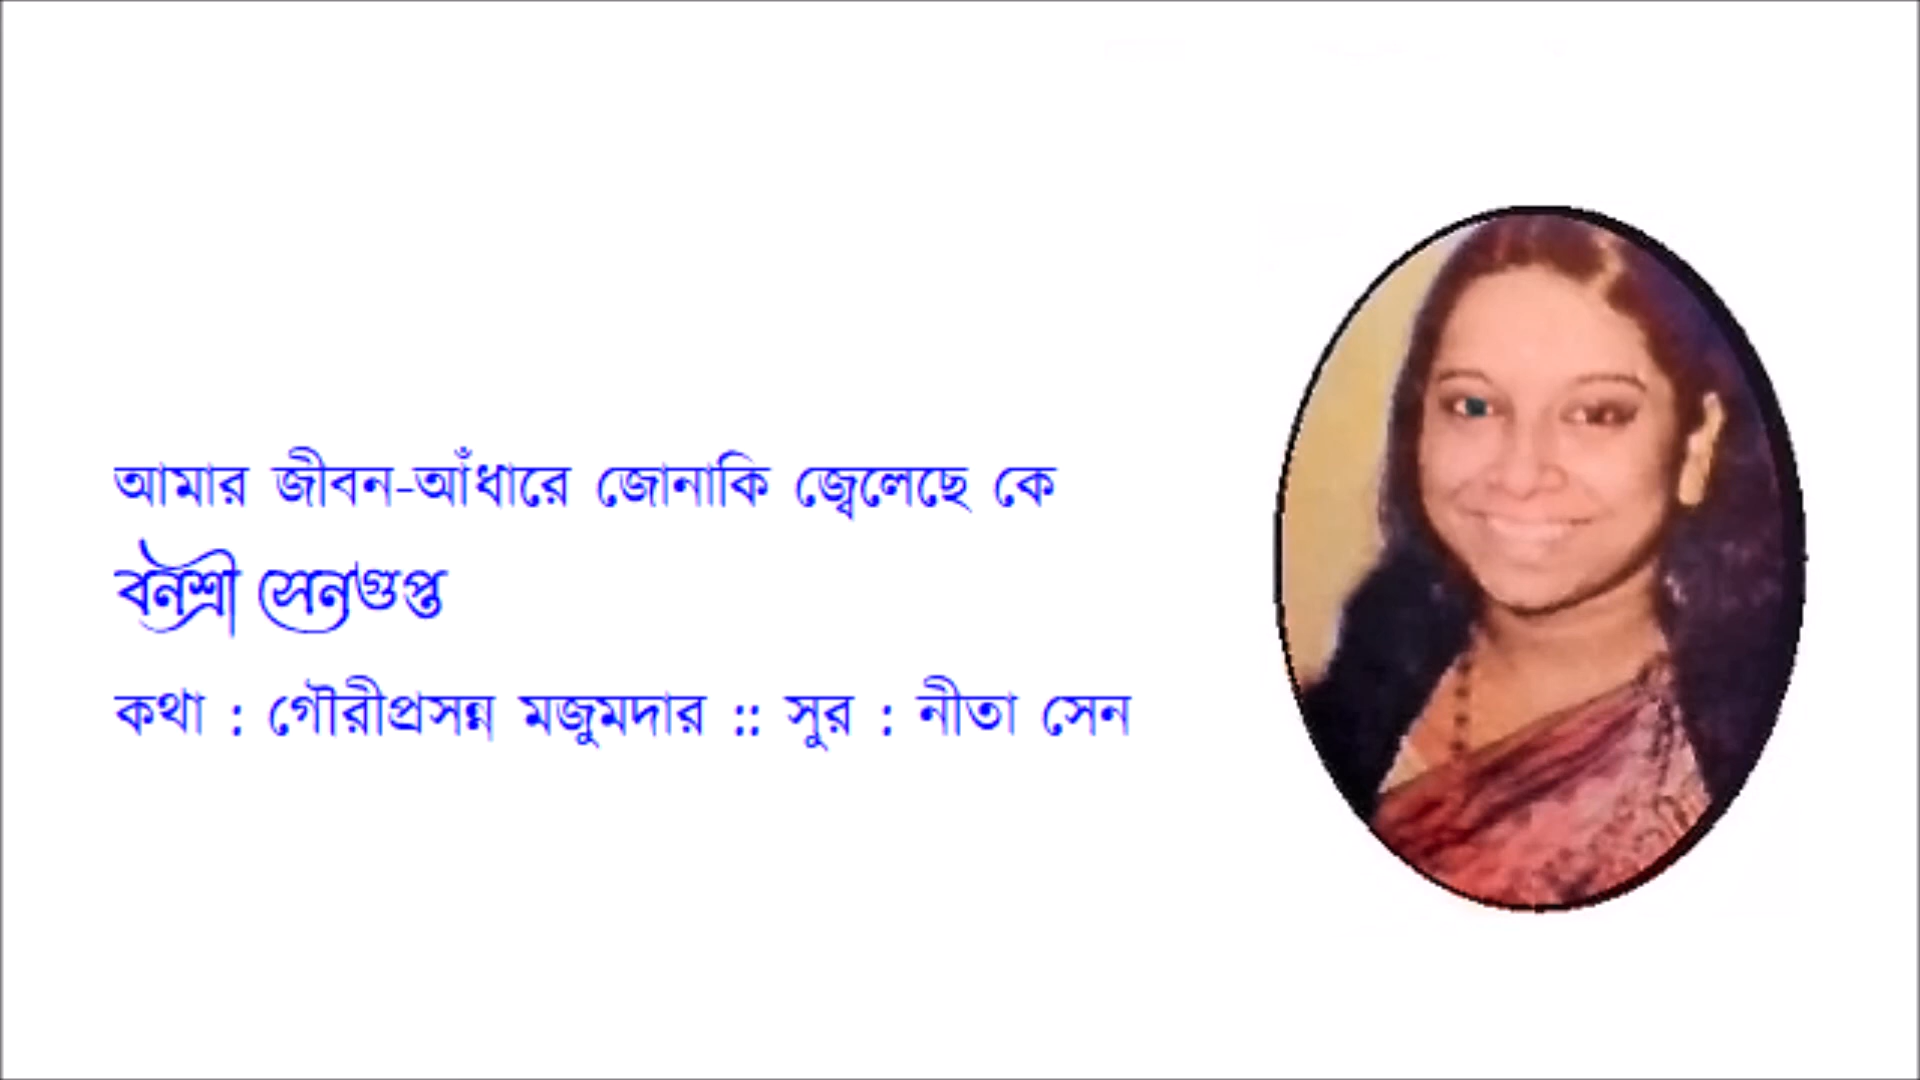 আমার জীবন-আঁধারে জোনাকি জ্বেলেছে কে
বনশ্রী সেনগুপ্ত
কথা : গৌরীপ্রসন্ন মজুমদার :: সুর : নীতা সেন